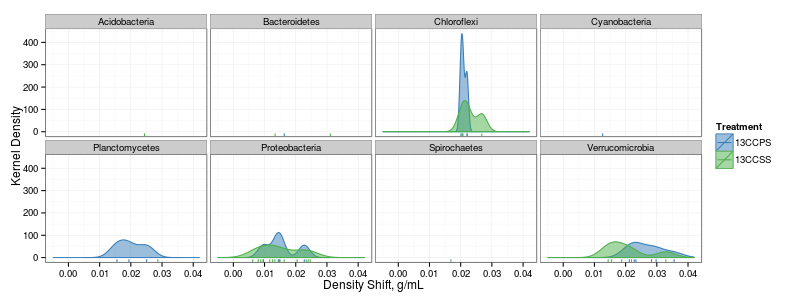 Acidobacteria Bacteroidetes Chloroflexi Cyanobacteria
400
300
200
100
0
Planctomycetes Proteobacteria Spirochaetes Verrucomicrobia
400
300
200
100
0
0.00 0.01 0.02 0.03 0.04 0.00 0.01 0.02 0.03 0.04 0.00 0.01 0.02 0.03 0.04 0.00 0.01 0.02 0.03 0.04
Density Shift, g/mL
Kernel Density
Treatment
13CCPS
13CCSS